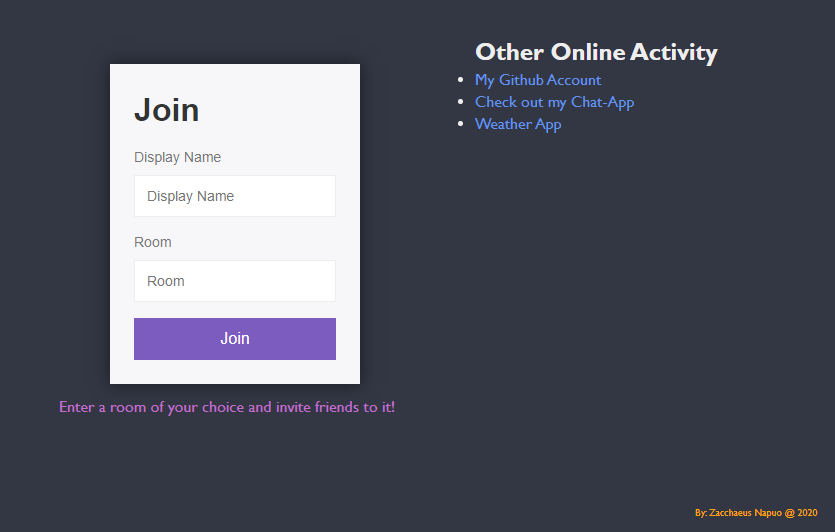 Join
Display Name
Display Name
Room
Room
Join
Enter a room of your choice and invite friends to it!
Other Online Activity
My Github Account
Check out my Chat-App
Weather App
By: Zacchaeus Napuo @ 2020